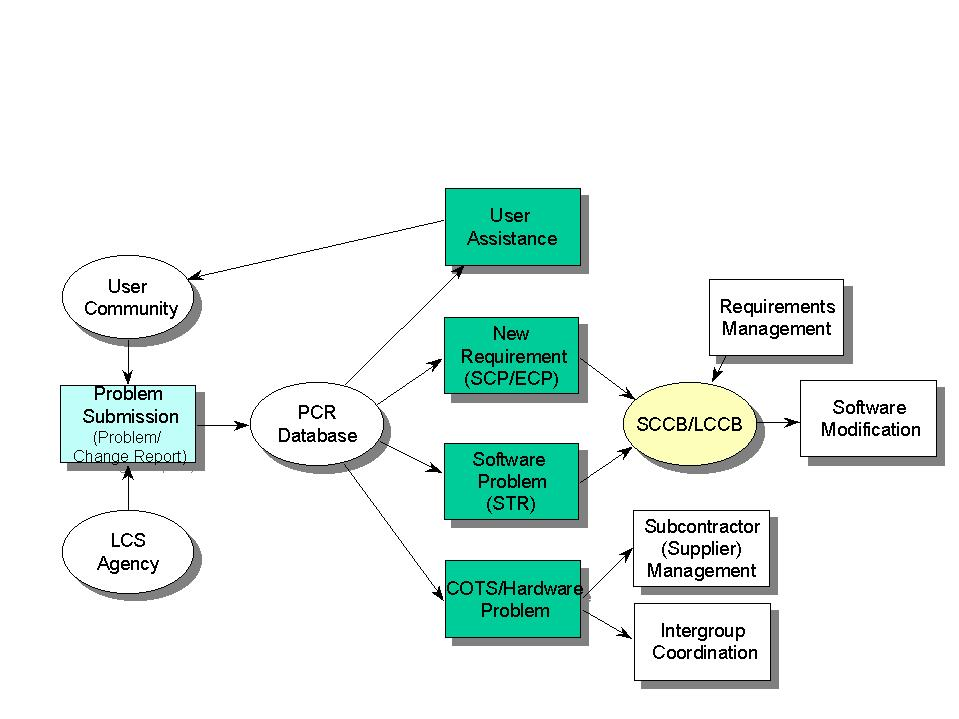 User
Assistance
User
Community
New
Requirement
(SCP/ECP)
Requirements
Management
Problem
Submission
(Problem/
Change Report)
PCR
Database
SCCB/LCCB
Software
Modification
Software
Problem
(STR)
LCS
Agency
Subcontractor
(Supplier)
Management
COTS/Hardware
Problem
Intergroup
Coordination